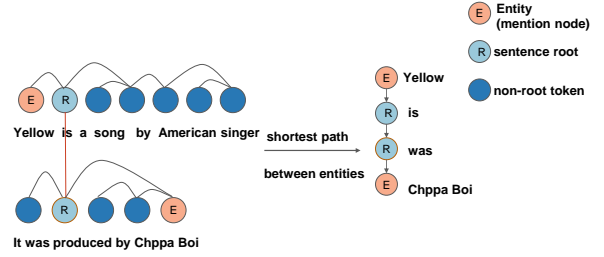 E Entity
(mention node)
R sentence root
non-root token
E R
Yellow is a song by American singer
R E
It was produced by Chppa Boi
shortest path
between entities
E Yellow
R is
R was
E Chppa Boi